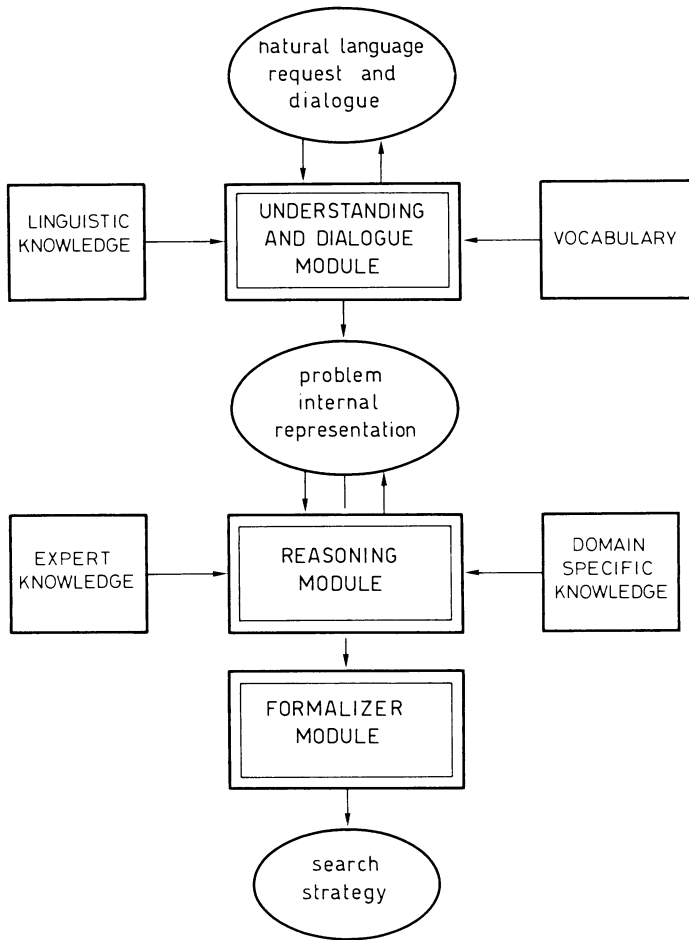 natural language
request and
dialogue
LINGUISTIC
KNOWLEDGE
UNDERSTANDING
AND DIALOGUE
MODULE
VOCABULARY
problem
internal
representation
EXPERT
KNOWLEDGE
REASONING
MODULE
DOMAIN
SPECIFIC
KNOWLEDGE
FORMALIZER
MODULE
search
strategy